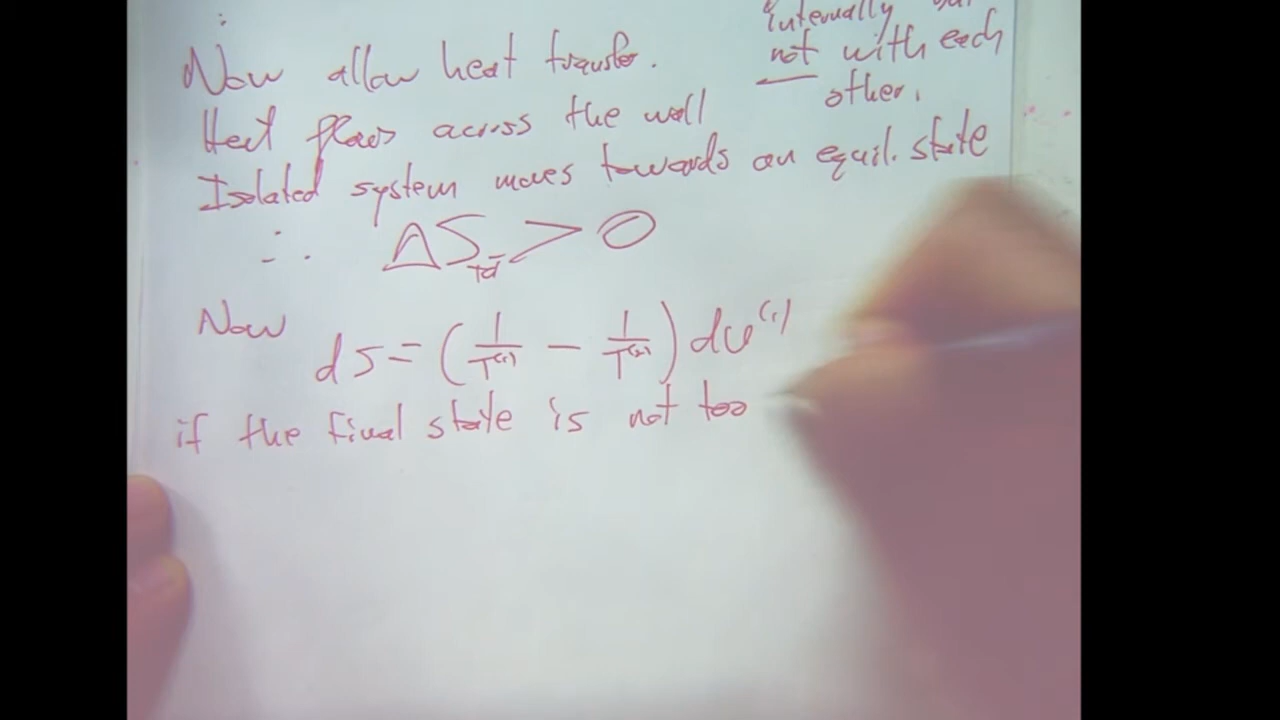 internally
Now allow heat transfer. not with each
other.
Heat flows across the wall
Isolated system moves towards an equil. state
∴ ΔS_Tot > 0
Now dS = (1/T⁽¹⁾ − 1/T⁽²⁾) dU⁽¹⁾
if the final state is not too